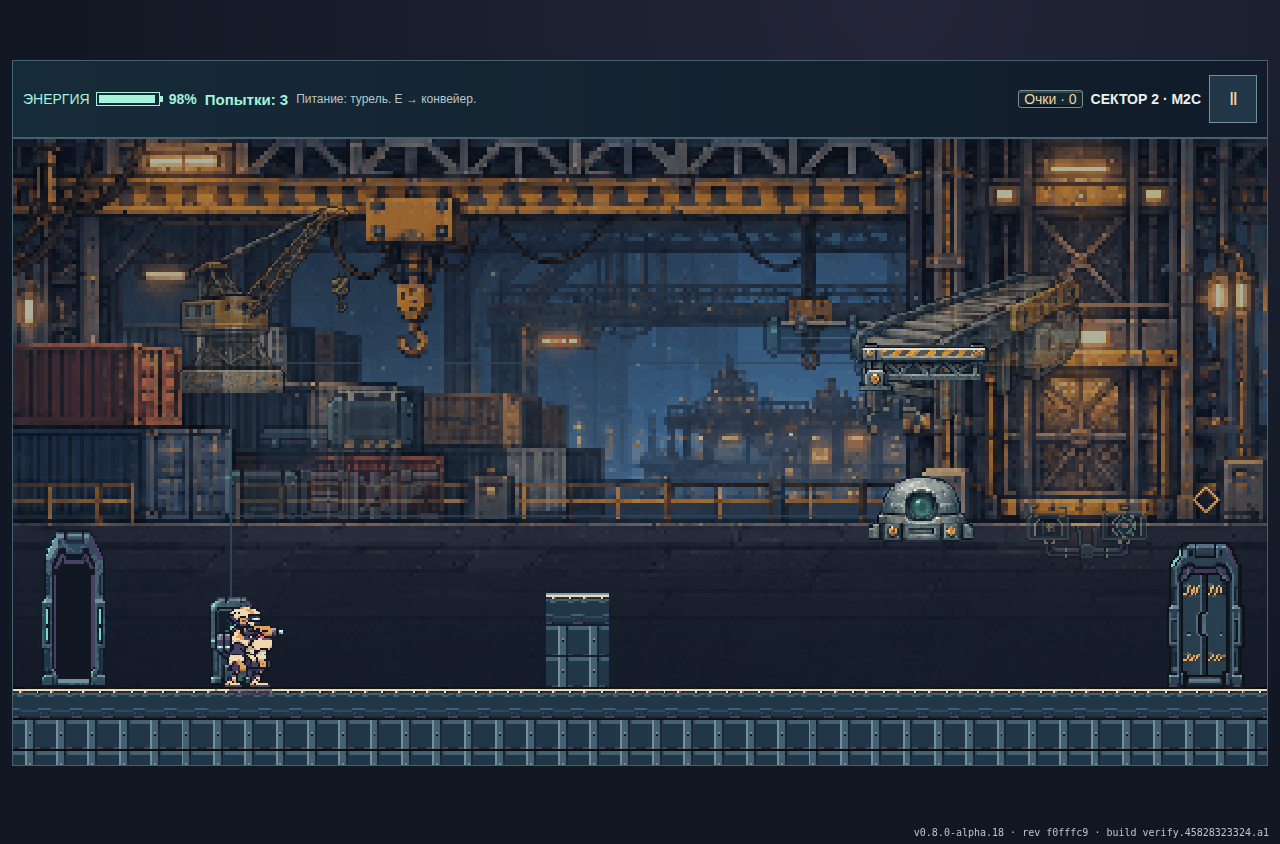 ЭНЕРГИЯ 98% Попытки: 3 Питание: турель. E → конвейер. Очки · 0 СЕКТОР 2 · M2C II
v0.8.0-alpha.18 · rev f0fffc9 · build verify.45828323324.a1